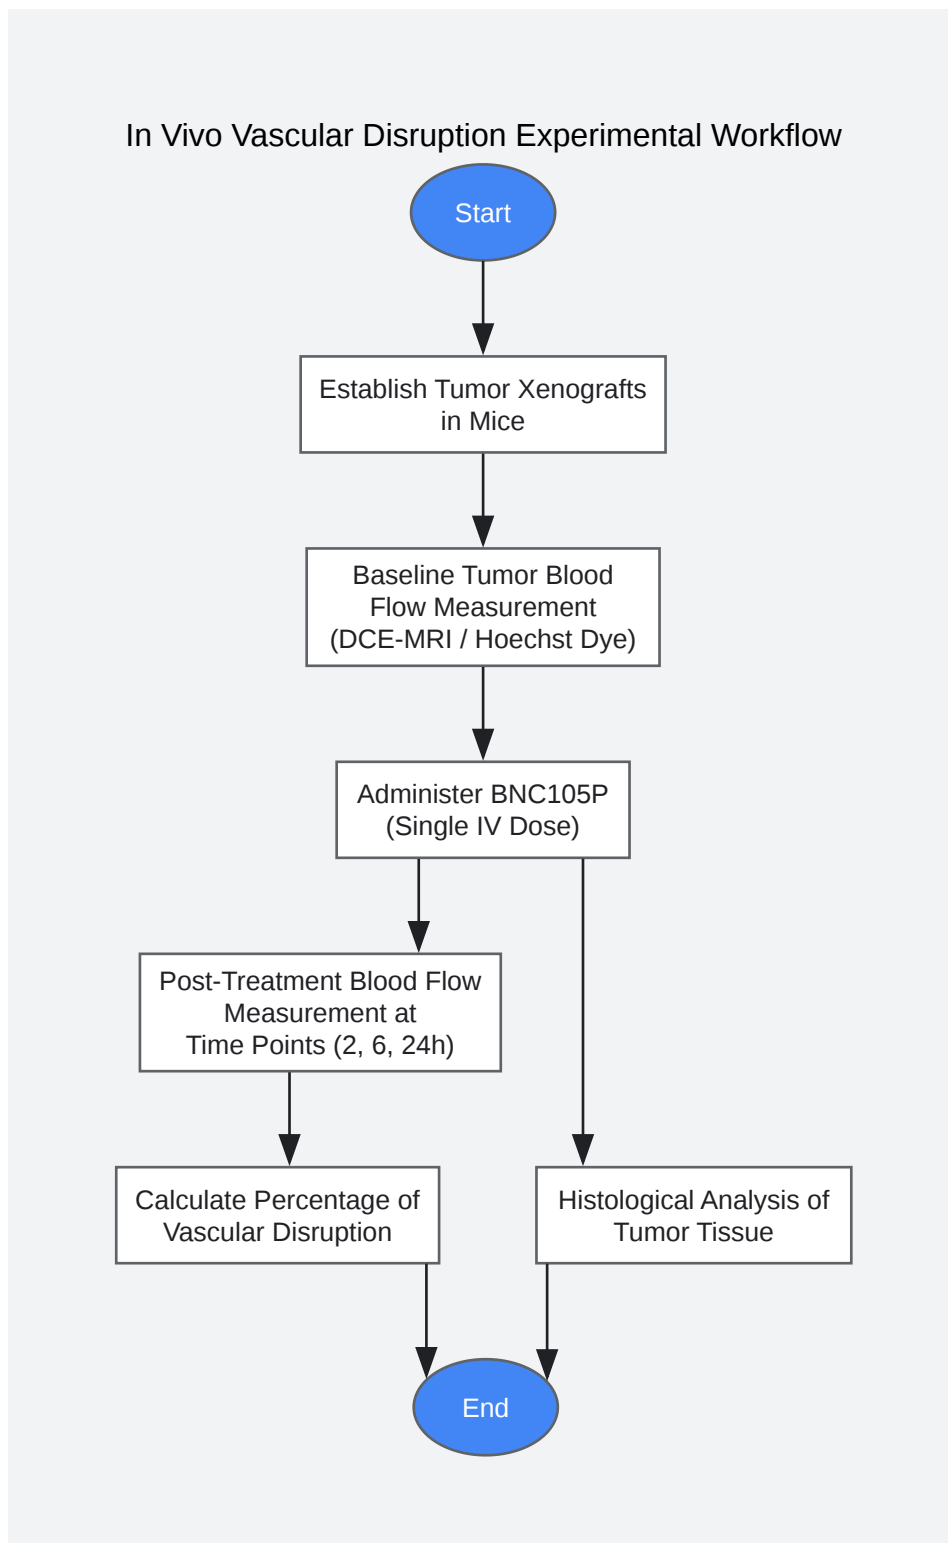 In Vivo Vascular Disruption Experimental Workflow
Start
Establish Tumor Xenografts
in Mice
Baseline Tumor Blood
Flow Measurement
(DCE-MRI / Hoechst Dye)
Administer BNC105P
(Single IV Dose)
Post-Treatment Blood Flow
Measurement at
Time Points (2, 6, 24h)
Calculate Percentage of
Vascular Disruption
Histological Analysis of
Tumor Tissue
End